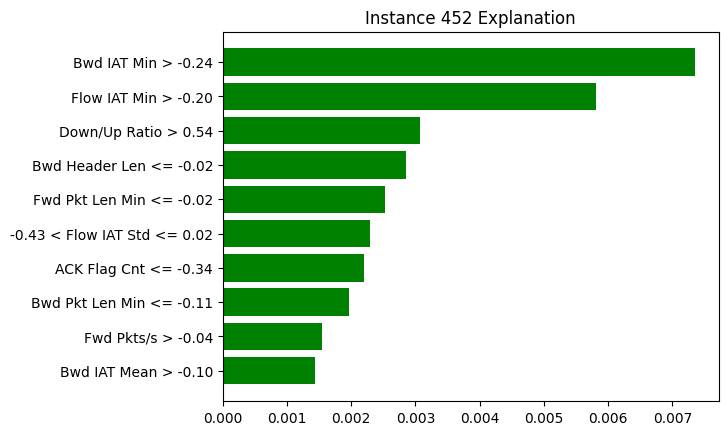 Instance 452 Explanation
Bwd IAT Min > -0.24
Flow IAT Min > -0.20
Down/Up Ratio > 0.54
Bwd Header Len <= -0.02
Fwd Pkt Len Min <= -0.02
-0.43 < Flow IAT Std <= 0.02
ACK Flag Cnt <= -0.34
Bwd Pkt Len Min <= -0.11
Fwd Pkts/s > -0.04
Bwd IAT Mean > -0.10
0.000 0.001 0.002 0.003 0.004 0.005 0.006 0.007